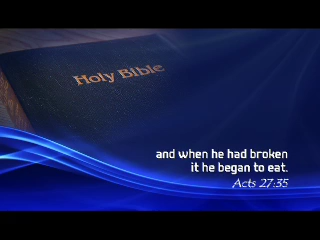 Holy Bible
and when he had broken
it he began to eat.
Acts 27:35